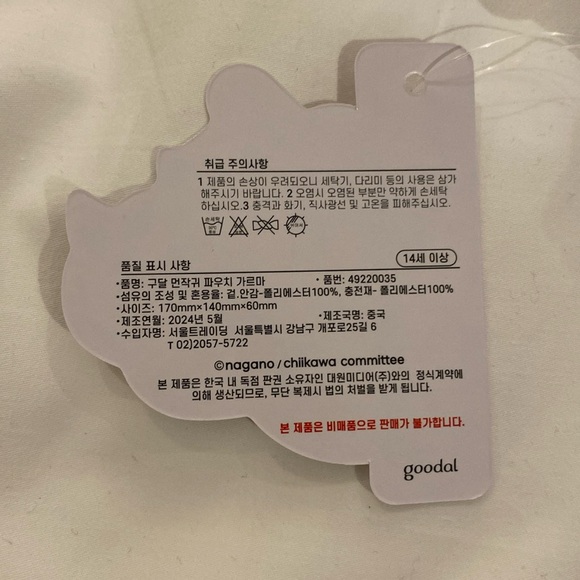 취급 주의사항
1 제품의 손상이 우려되오니 세탁기, 다리미 등의 사용은 삼가
해주시기 바랍니다. 2 오염시 오염된 부분만 약하게 손세탁
하십시오.3 충격과 화기, 직사광선 및 고온을 피해주십시오.
품질 표시 사항 14세 이상
·품명: 구달 먼작귀 파우치 가르마 ·품번: 49220035
·섬유의 조성 및 혼용율: 겉.안감-폴리에스터100%, 충전재- 폴리에스터100%
·사이즈: 170mm×140mm×60mm
·제조연월: 2024년 5월 ·제조국명: 중국
·수입자명: 서울트레이딩 서울특별시 강남구 개포로25길 6
T 02)2057-5722
©nagano / chiikawa committee
본 제품은 한국 내 독점 판권 소유자인 대원미디어(주)와의 정식계약에
의해 생산되므로, 무단 복제시 법의 처벌을 받게 됩니다.
본 제품은 비매품으로 판매가 불가합니다.
goodal